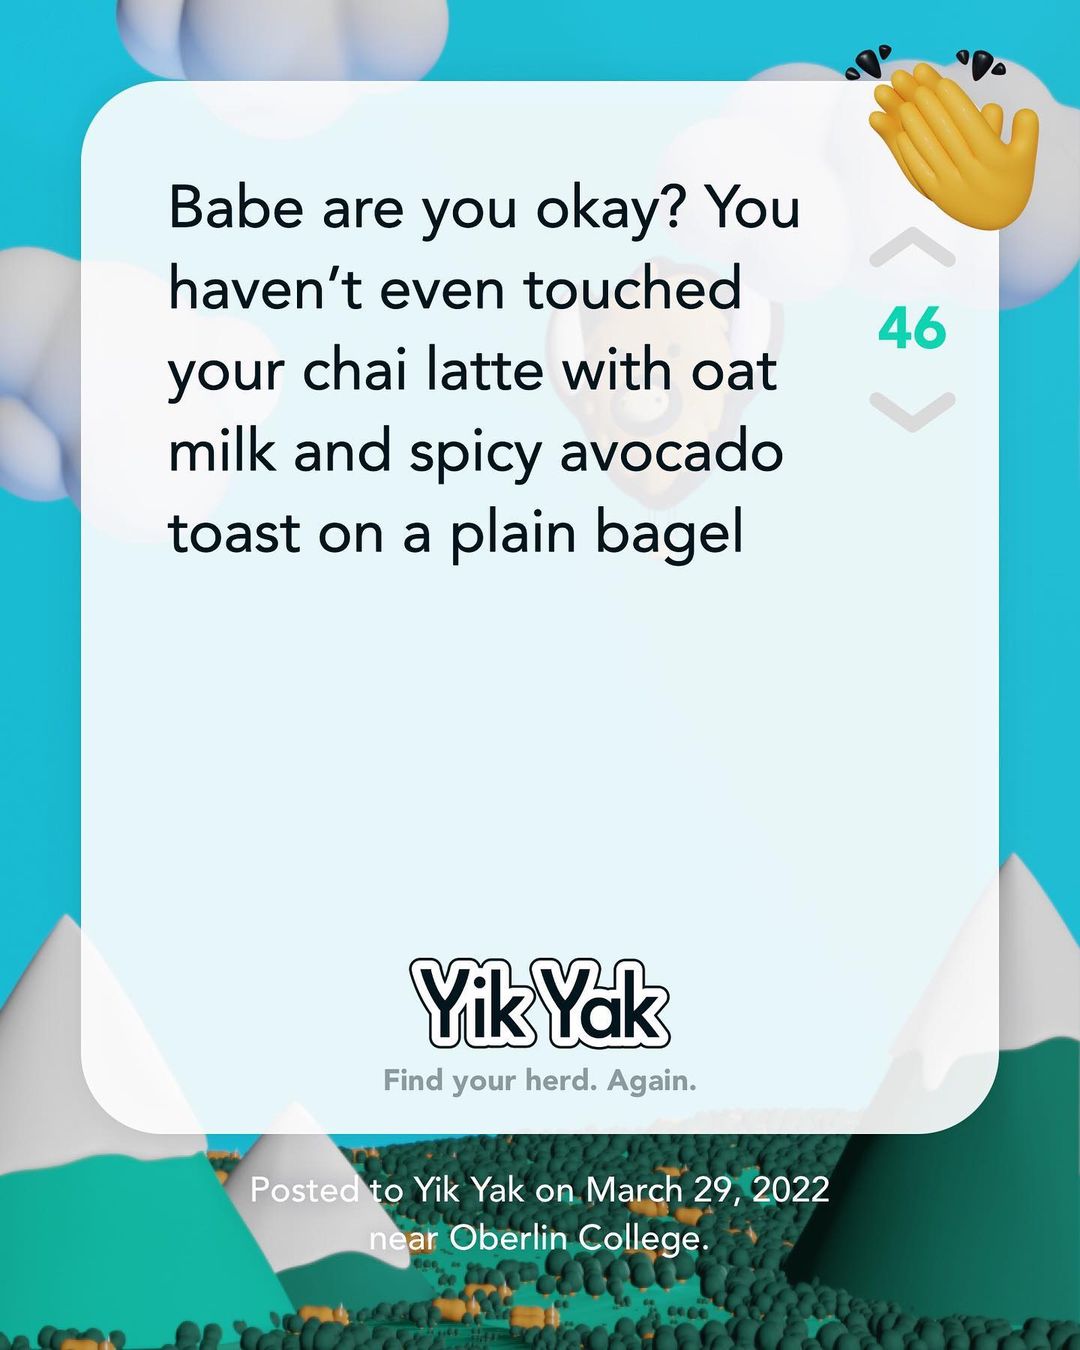 Babe are you okay? You
haven’t even touched
your chai latte with oat
milk and spicy avocado
toast on a plain bagel
46
Yik Yak
Find your herd. Again.
Posted to Yik Yak on March 29, 2022
near Oberlin College.